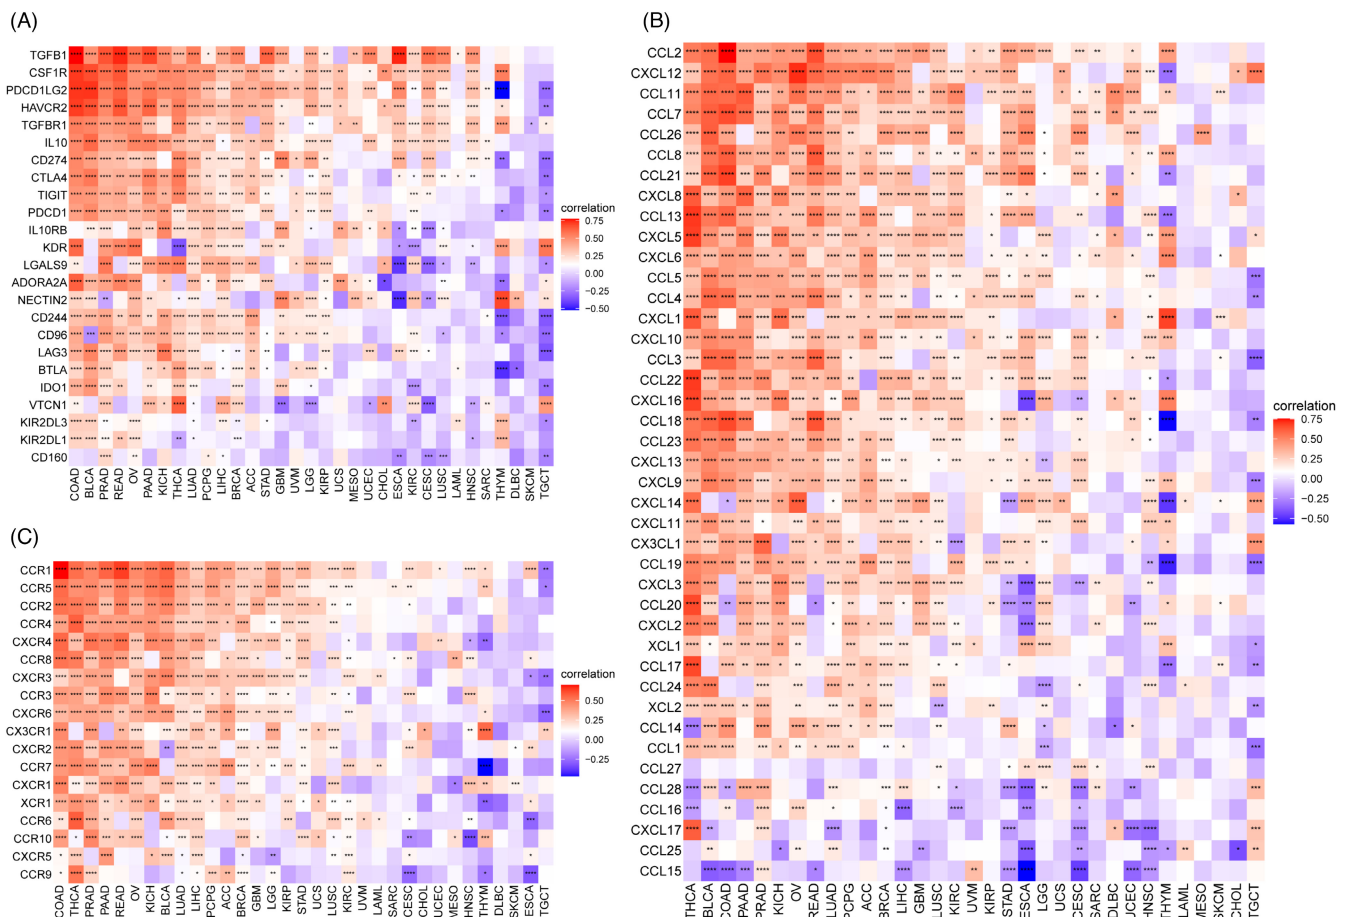 (A)
TGFB1
CSF1R
PDCD1LG2
HAVCR2
TGFBR1
IL10
CD274
CTLA4
TIGIT
PDCD1
IL10RB
KDR
LGALS9
ADORA2A
NECTIN2
CD244
CD96
LAG3
BTLA
IDO1
VTCN1
KIR2DL3
KIR2DL1
CD160
COAD BLCA PRAD READ OV PAAD KICH THCA LUAD PCPG LIHC BRCA ACC STAD GBM UVM LGG KIRP UCS MESO UCEC CHOL ESCA KIRC CESC LUSC LAML HNSC SARC THYM DLBC SKCM TGCT
correlation
0.75
0.50
0.25
0.00
−0.25
−0.50
(B)
CCL2
CXCL12
CCL11
CCL7
CCL26
CCL8
CCL21
CXCL8
CCL13
CXCL5
CXCL6
CCL5
CCL4
CXCL1
CXCL10
CCL3
CCL22
CXCL16
CCL18
CCL23
CXCL13
CXCL9
CXCL14
CXCL11
CX3CL1
CCL19
CXCL3
CCL20
CXCL2
XCL1
CCL17
CCL24
XCL2
CCL14
CCL1
CCL27
CCL28
CCL16
CXCL17
CCL25
CCL15
THCA BLCA COAD PAAD PRAD KICH OV READ LUAD PCPG ACC BRCA LIHC GBM LUSC KIRC UVM KIRP STAD ESCA LGG UCS CESC SARC DLBC UCEC HNSC THYM LAML MESO SKCM CHOL TGCT
correlation
0.75
0.50
0.25
0.00
−0.25
−0.50
(C)
CCR1
CCR5
CCR2
CCR4
CXCR4
CCR8
CXCR3
CCR3
CXCR6
CX3CR1
CXCR2
CCR7
CXCR1
XCR1
CCR6
CCR10
CXCR5
CCR9
COAD THCA PRAD PAAD READ OV KICH BLCA LUAD LIHC PCPG ACC BRCA GBM LGG KIRP STAD UCS LUSC KIRC UVM LAML SARC CESC CHOL UCEC MESO HNSC THYM DLBC SKCM ESCA TGCT
correlation
0.50
0.25
0.00
−0.25